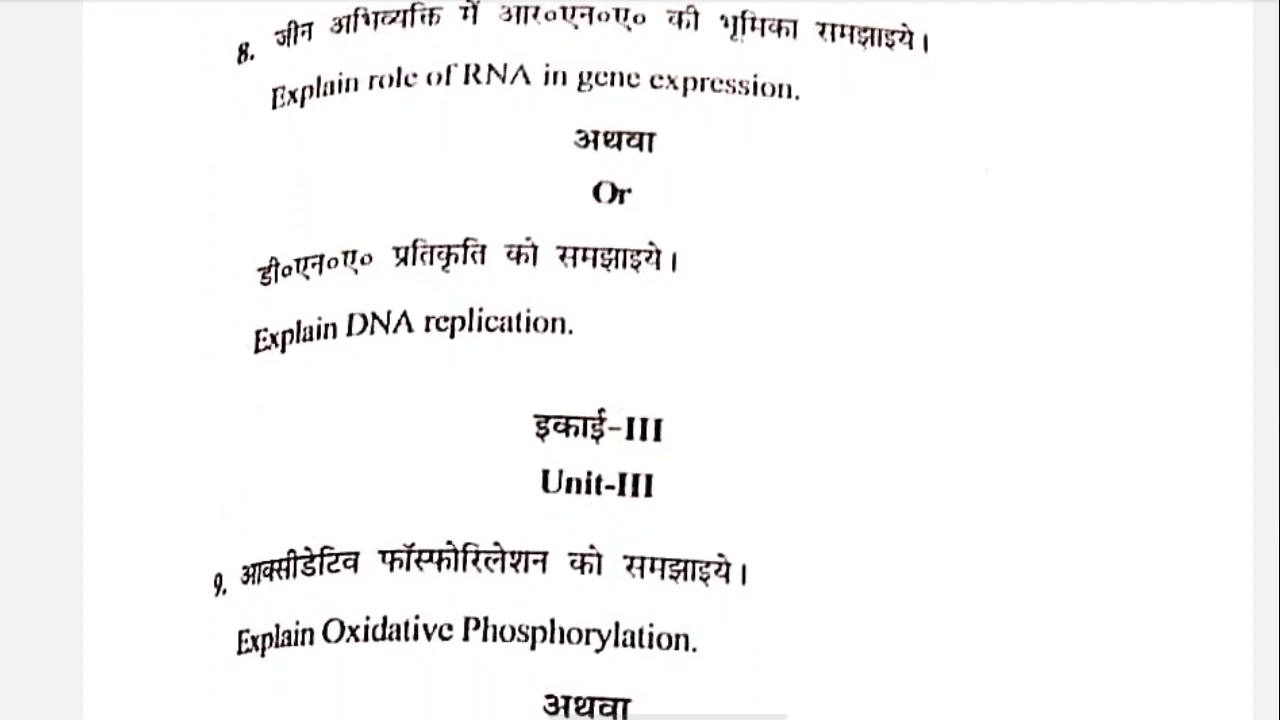 8. जीन अभिव्यक्ति में आर०एन०ए० की भूमिका समझाइये।
Explain role of RNA in gene expression.
अथवा
Or
डी०एन०ए० प्रतिकृति को समझाइये।
Explain DNA replication.
इकाई-III
Unit-III
9. आक्सीडेटिव फॉस्फोरिलेशन को समझाइये।
Explain Oxidative Phosphorylation.
अथवा